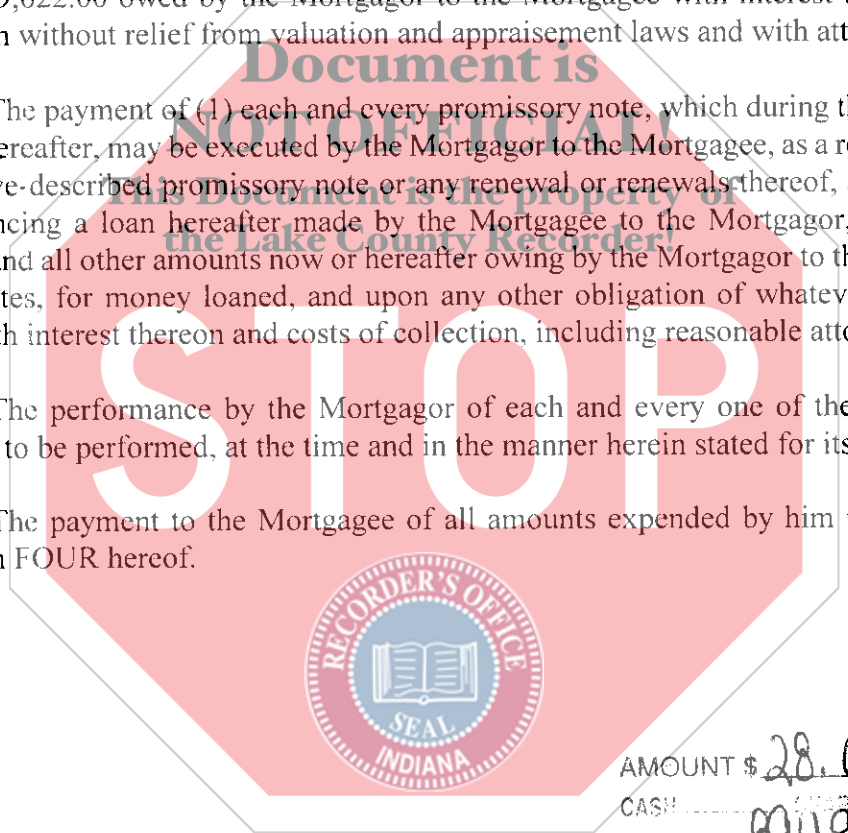 ,622.00 owed by the Mortgagor to the Mortgagee with interest
n without relief from valuation and appraisement laws and with att
Document is
The payment of (1) each and every promissory note, which during th
NOT OFFICIAL!
ereafter, may be executed by the Mortgagor to the Mortgagee, as a re
This Document is the property of
ve-described promissory note or any renewal or renewals thereof,
ncing a loan hereafter made by the Mortgagee to the Mortgagor,
the Lake County Recorder!
nd all other amounts now or hereafter owing by the Mortgagor to th
tes, for money loaned, and upon any other obligation of whatev
th interest thereon and costs of collection, including reasonable atto
STOP
The performance by the Mortgagor of each and every one of the
to be performed, at the time and in the manner herein stated for its
The payment to the Mortgagee of all amounts expended by him
n FOUR hereof.
RECORDER'S OFFICE
SEAL
INDIANA
AMOUNT $ 28.
CASH